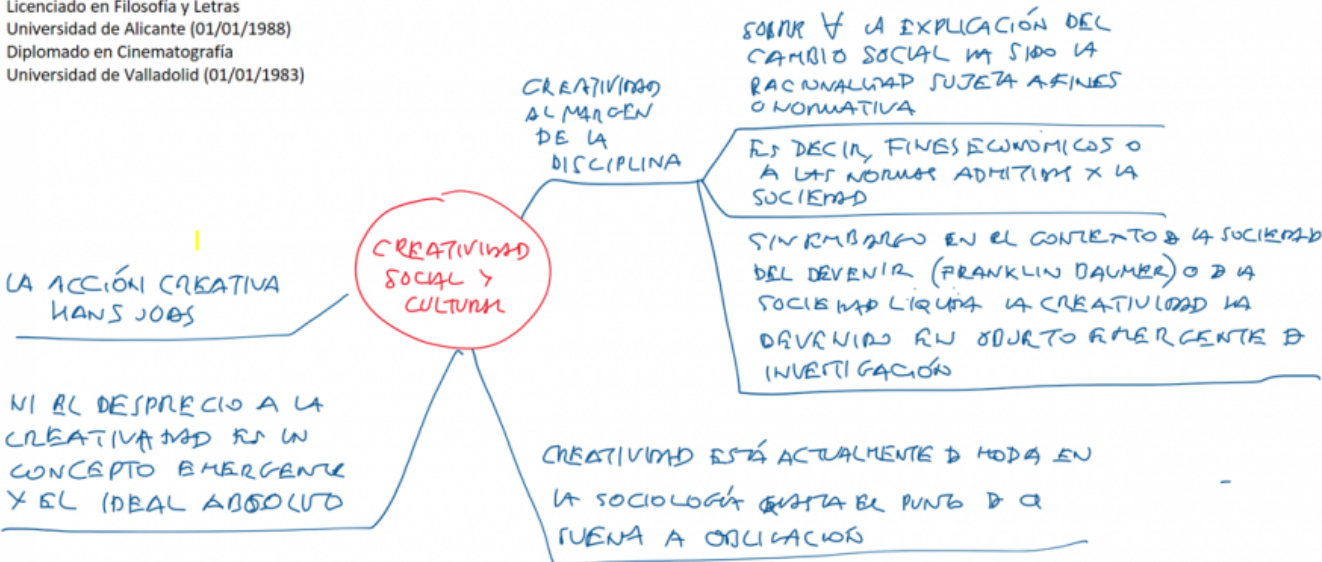 Licenciado en Filosofía y Letras
Universidad de Alicante (01/01/1988)
Diplomado en Cinematografía
Universidad de Valladolid (01/01/1983)
CREATIVIDAD
AL MARGEN
DE LA
DISCIPLINA
SOBRE ∀ LA EXPLICACIÓN DEL
CAMBIO SOCIAL HA SIDO LA
RACIONALIDAD SUJETA A FINES
O NORMATIVA
ES DECIR, FINES ECONÓMICOS O
A LAS NORMAS ADMITIDAS X LA
SOCIEDAD
SIN EMBARGO EN EL CONTEXTO D LA SOCIEDAD
DEL DEVENIR (FRANKLIN BAUMER) O D LA
SOCIEDAD LÍQUIDA LA CREATIVIDAD HA
DEVENIDO EN OBJETO EMERGENTE D
INVESTIGACIÓN
CREATIVIDAD
SOCIAL Y
CULTURAL
LA ACCIÓN CREATIVA
HANS JOAS
NI EL DESPRECIO A LA
CREATIVIDAD ES UN
CONCEPTO EMERGENTE
Y EL IDEAL ABSOLUTO
CREATIVIDAD ESTÁ ACTUALMENTE D MODA EN
LA SOCIOLOGÍA HASTA EL PUNTO D Q
SUENA A OBLIGACIÓN